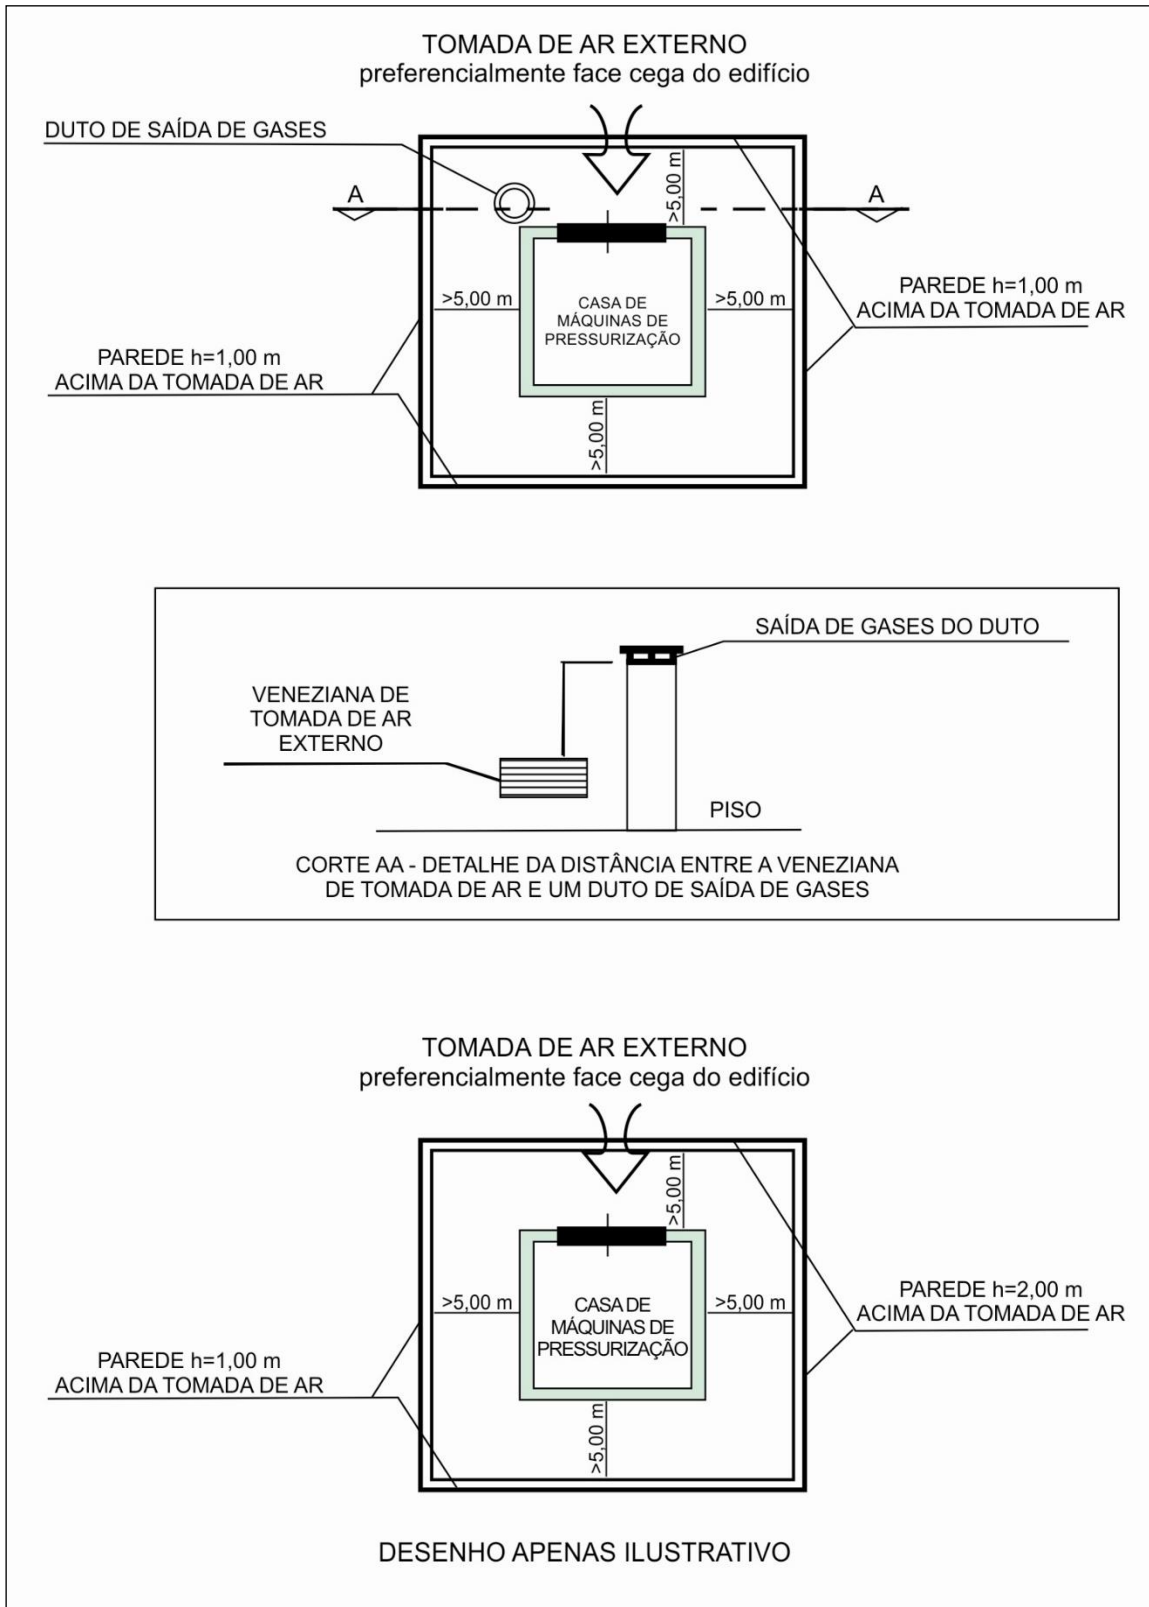 TOMADA DE AR EXTERNO
preferencialmente face cega do edifício
DUTO DE SAÍDA DE GASES
A
A
>5,00 m
>5,00 m
>5,00 m
CASA DE
MÁQUINAS DE
PRESSURIZAÇÃO
PAREDE h=1,00 m
ACIMA DA TOMADA DE AR
PAREDE h=1,00 m
ACIMA DA TOMADA DE AR
>5,00 m
SAÍDA DE GASES DO DUTO
VENEZIANA DE
TOMADA DE AR
EXTERNO
PISO
CORTE AA - DETALHE DA DISTÂNCIA ENTRE A VENEZIANA
DE TOMADA DE AR E UM DUTO DE SAÍDA DE GASES
TOMADA DE AR EXTERNO
preferencialmente face cega do edifício
>5,00 m
>5,00 m
>5,00 m
CASA DE
MÁQUINAS DE
PRESSURIZAÇÃO
PAREDE h=2,00 m
ACIMA DA TOMADA DE AR
PAREDE h=1,00 m
ACIMA DA TOMADA DE AR
>5,00 m
DESENHO APENAS ILUSTRATIVO